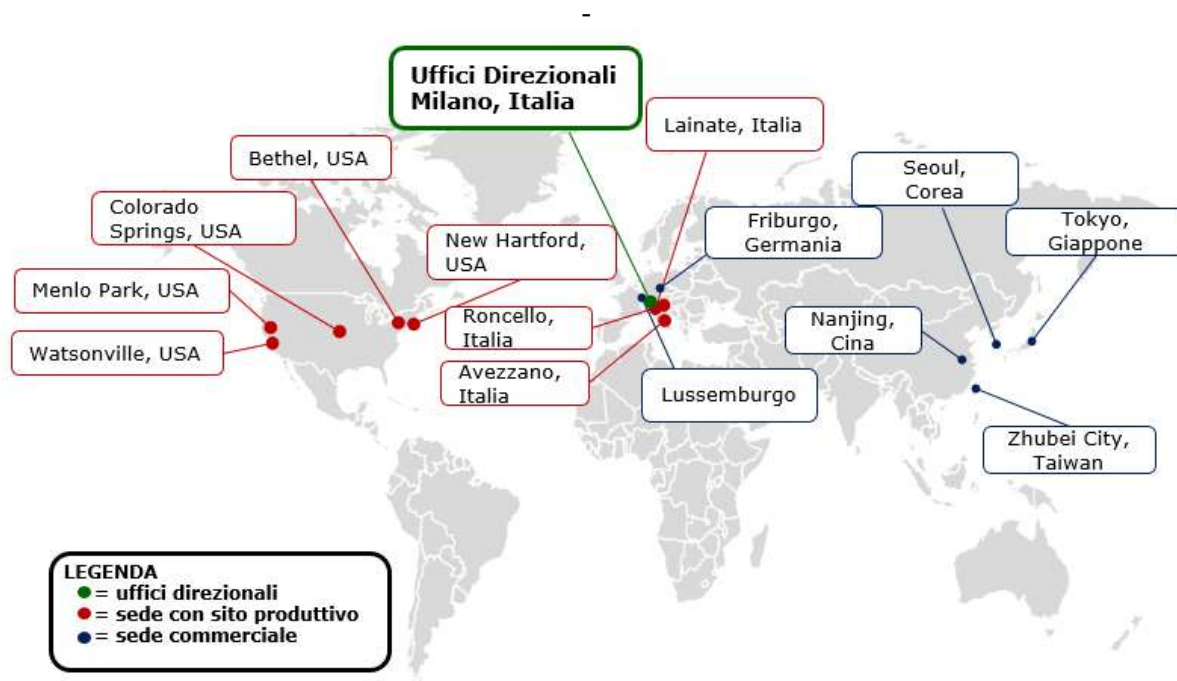 -
Uffici Direzionali
Milano, Italia
Lainate, Italia
Bethel, USA
Seoul,
Corea
Colorado
Springs, USA
New Hartford,
USA
Friburgo,
Germania
Tokyo,
Giappone
Menlo Park, USA
Roncello,
Italia
Nanjing,
Cina
Watsonville, USA
Avezzano,
Italia
Lussemburgo
Zhubei City,
Taiwan
LEGENDA
= uffici direzionali
= sede con sito produttivo
= sede commerciale